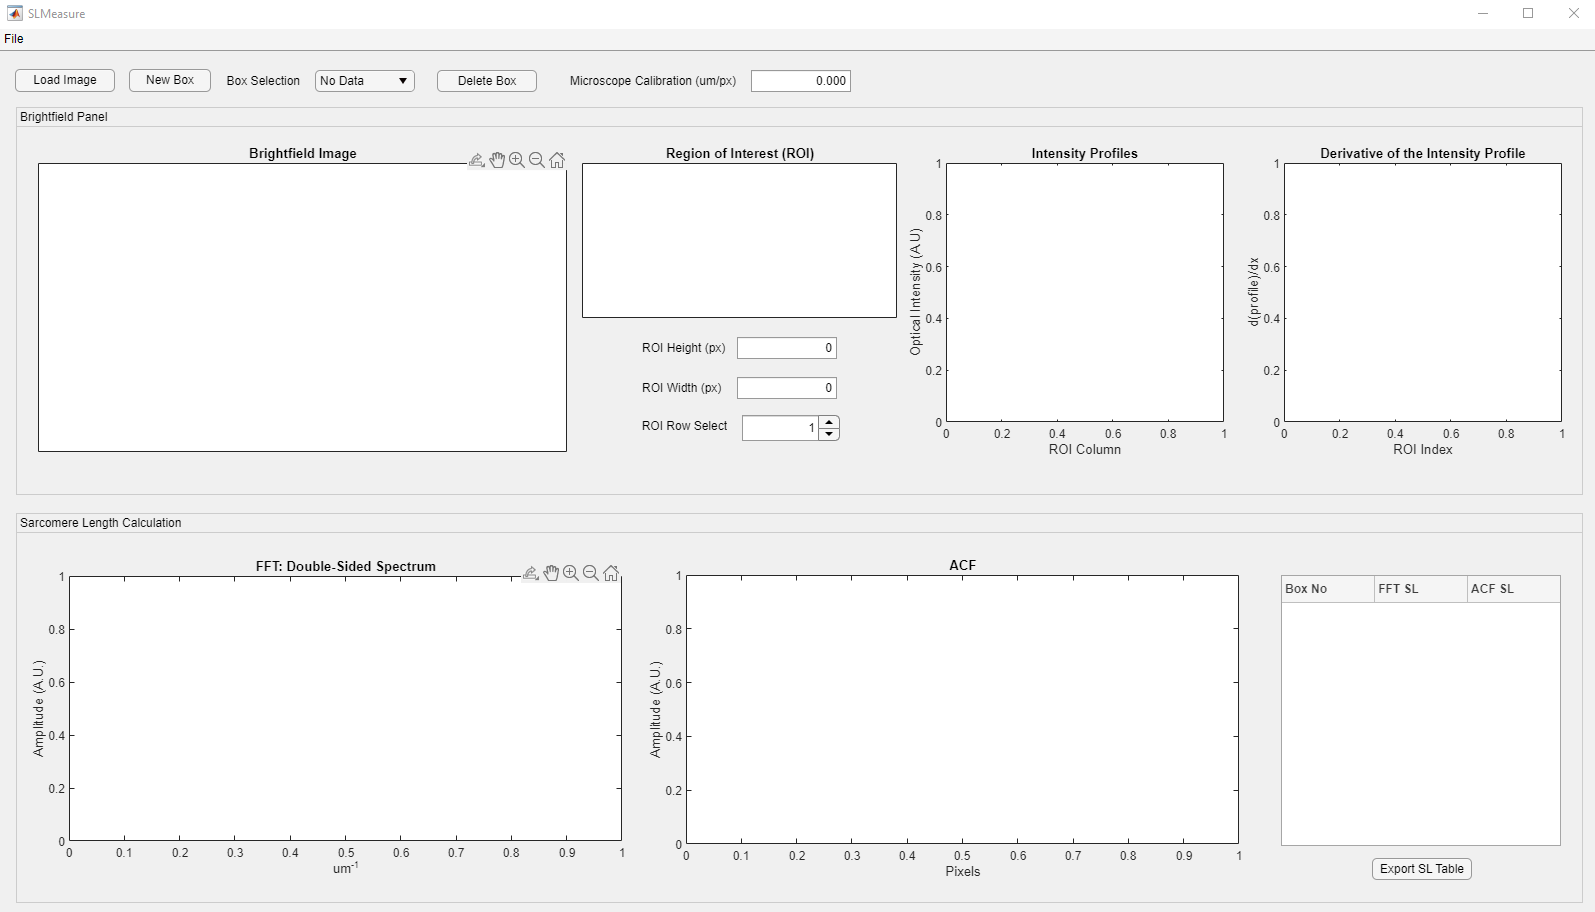 SLMeasure
File
Load Image New Box Box Selection No Data Delete Box Microscope Calibration (um/px) 0.000
Brightfield Panel
Brightfield Image
Region of Interest (ROI)
ROI Height (px) 0
ROI Width (px) 0
ROI Row Select 1
Intensity Profiles
Optical Intensity (A.U)
1
0.8
0.6
0.4
0.2
0
0 0.2 0.4 0.6 0.8 1
ROI Column
Derivative of the Intensity Profile
d(profile)/dx
1
0.8
0.6
0.4
0.2
0
0 0.2 0.4 0.6 0.8 1
ROI Index
Sarcomere Length Calculation
FFT: Double-Sided Spectrum
Amplitude (A.U.)
1
0.8
0.6
0.4
0.2
0
0 0.1 0.2 0.3 0.4 0.5 0.6 0.7 0.8 0.9 1
um-1
ACF
Amplitude (A.U.)
1
0.8
0.6
0.4
0.2
0
0 0.1 0.2 0.3 0.4 0.5 0.6 0.7 0.8 0.9 1
Pixels
Box No FFT SL ACF SL
Export SL Table